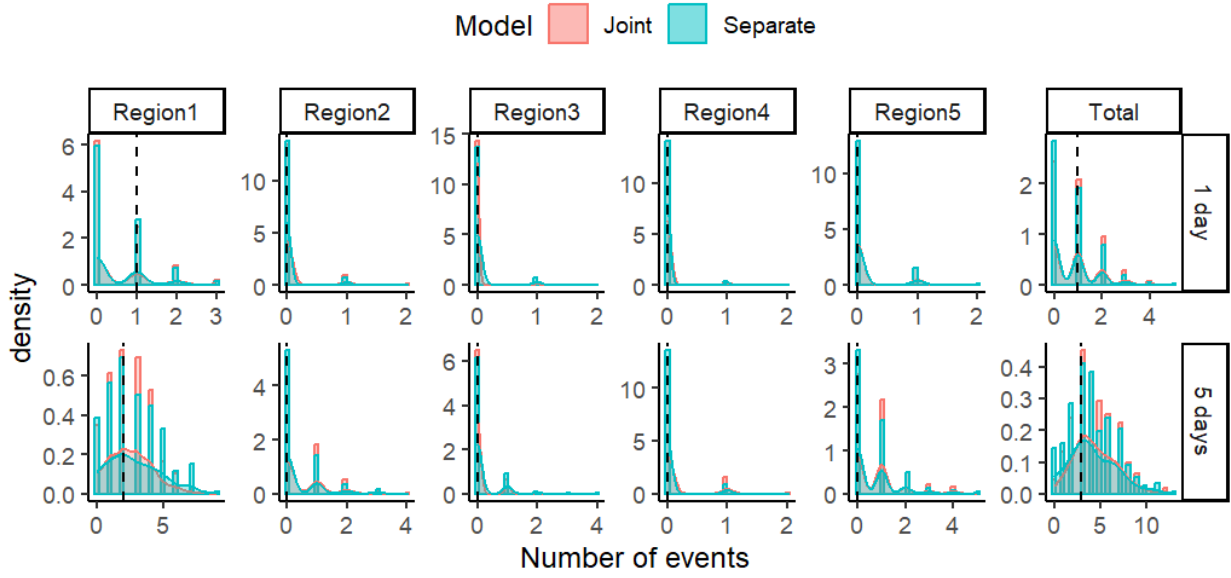 Model Joint Separate
Region1 Region2 Region3 Region4 Region5 Total
6 10 15 10 10 2
4 5 10 5 5 1
2 0 5 0 0 0
0 0
0 1 2 3 0 1 2 0 1 2 0 1 2 0 1 2 0 2 4
1 day
density
0.6 4 6 10 3 0.4
0.4 2 4 5 2 0.3
0.2 0 2 0 1 0.2
0.0 0 0 0.1
0.0
0 5 0 1 2 3 4 0 2 4 0 1 2 0 1 2 3 4 5 0 5 10
5 days
Number of events